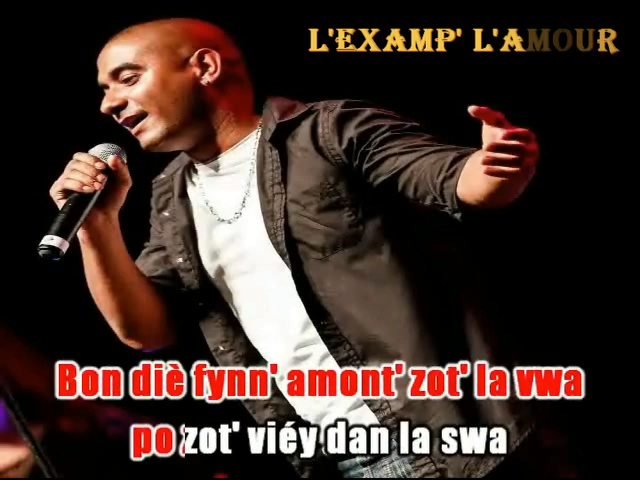 L'EXAMP' L'AMOUR
Bon diè fynn' amont' zot' la vwa
po zot' viéy dan la swa